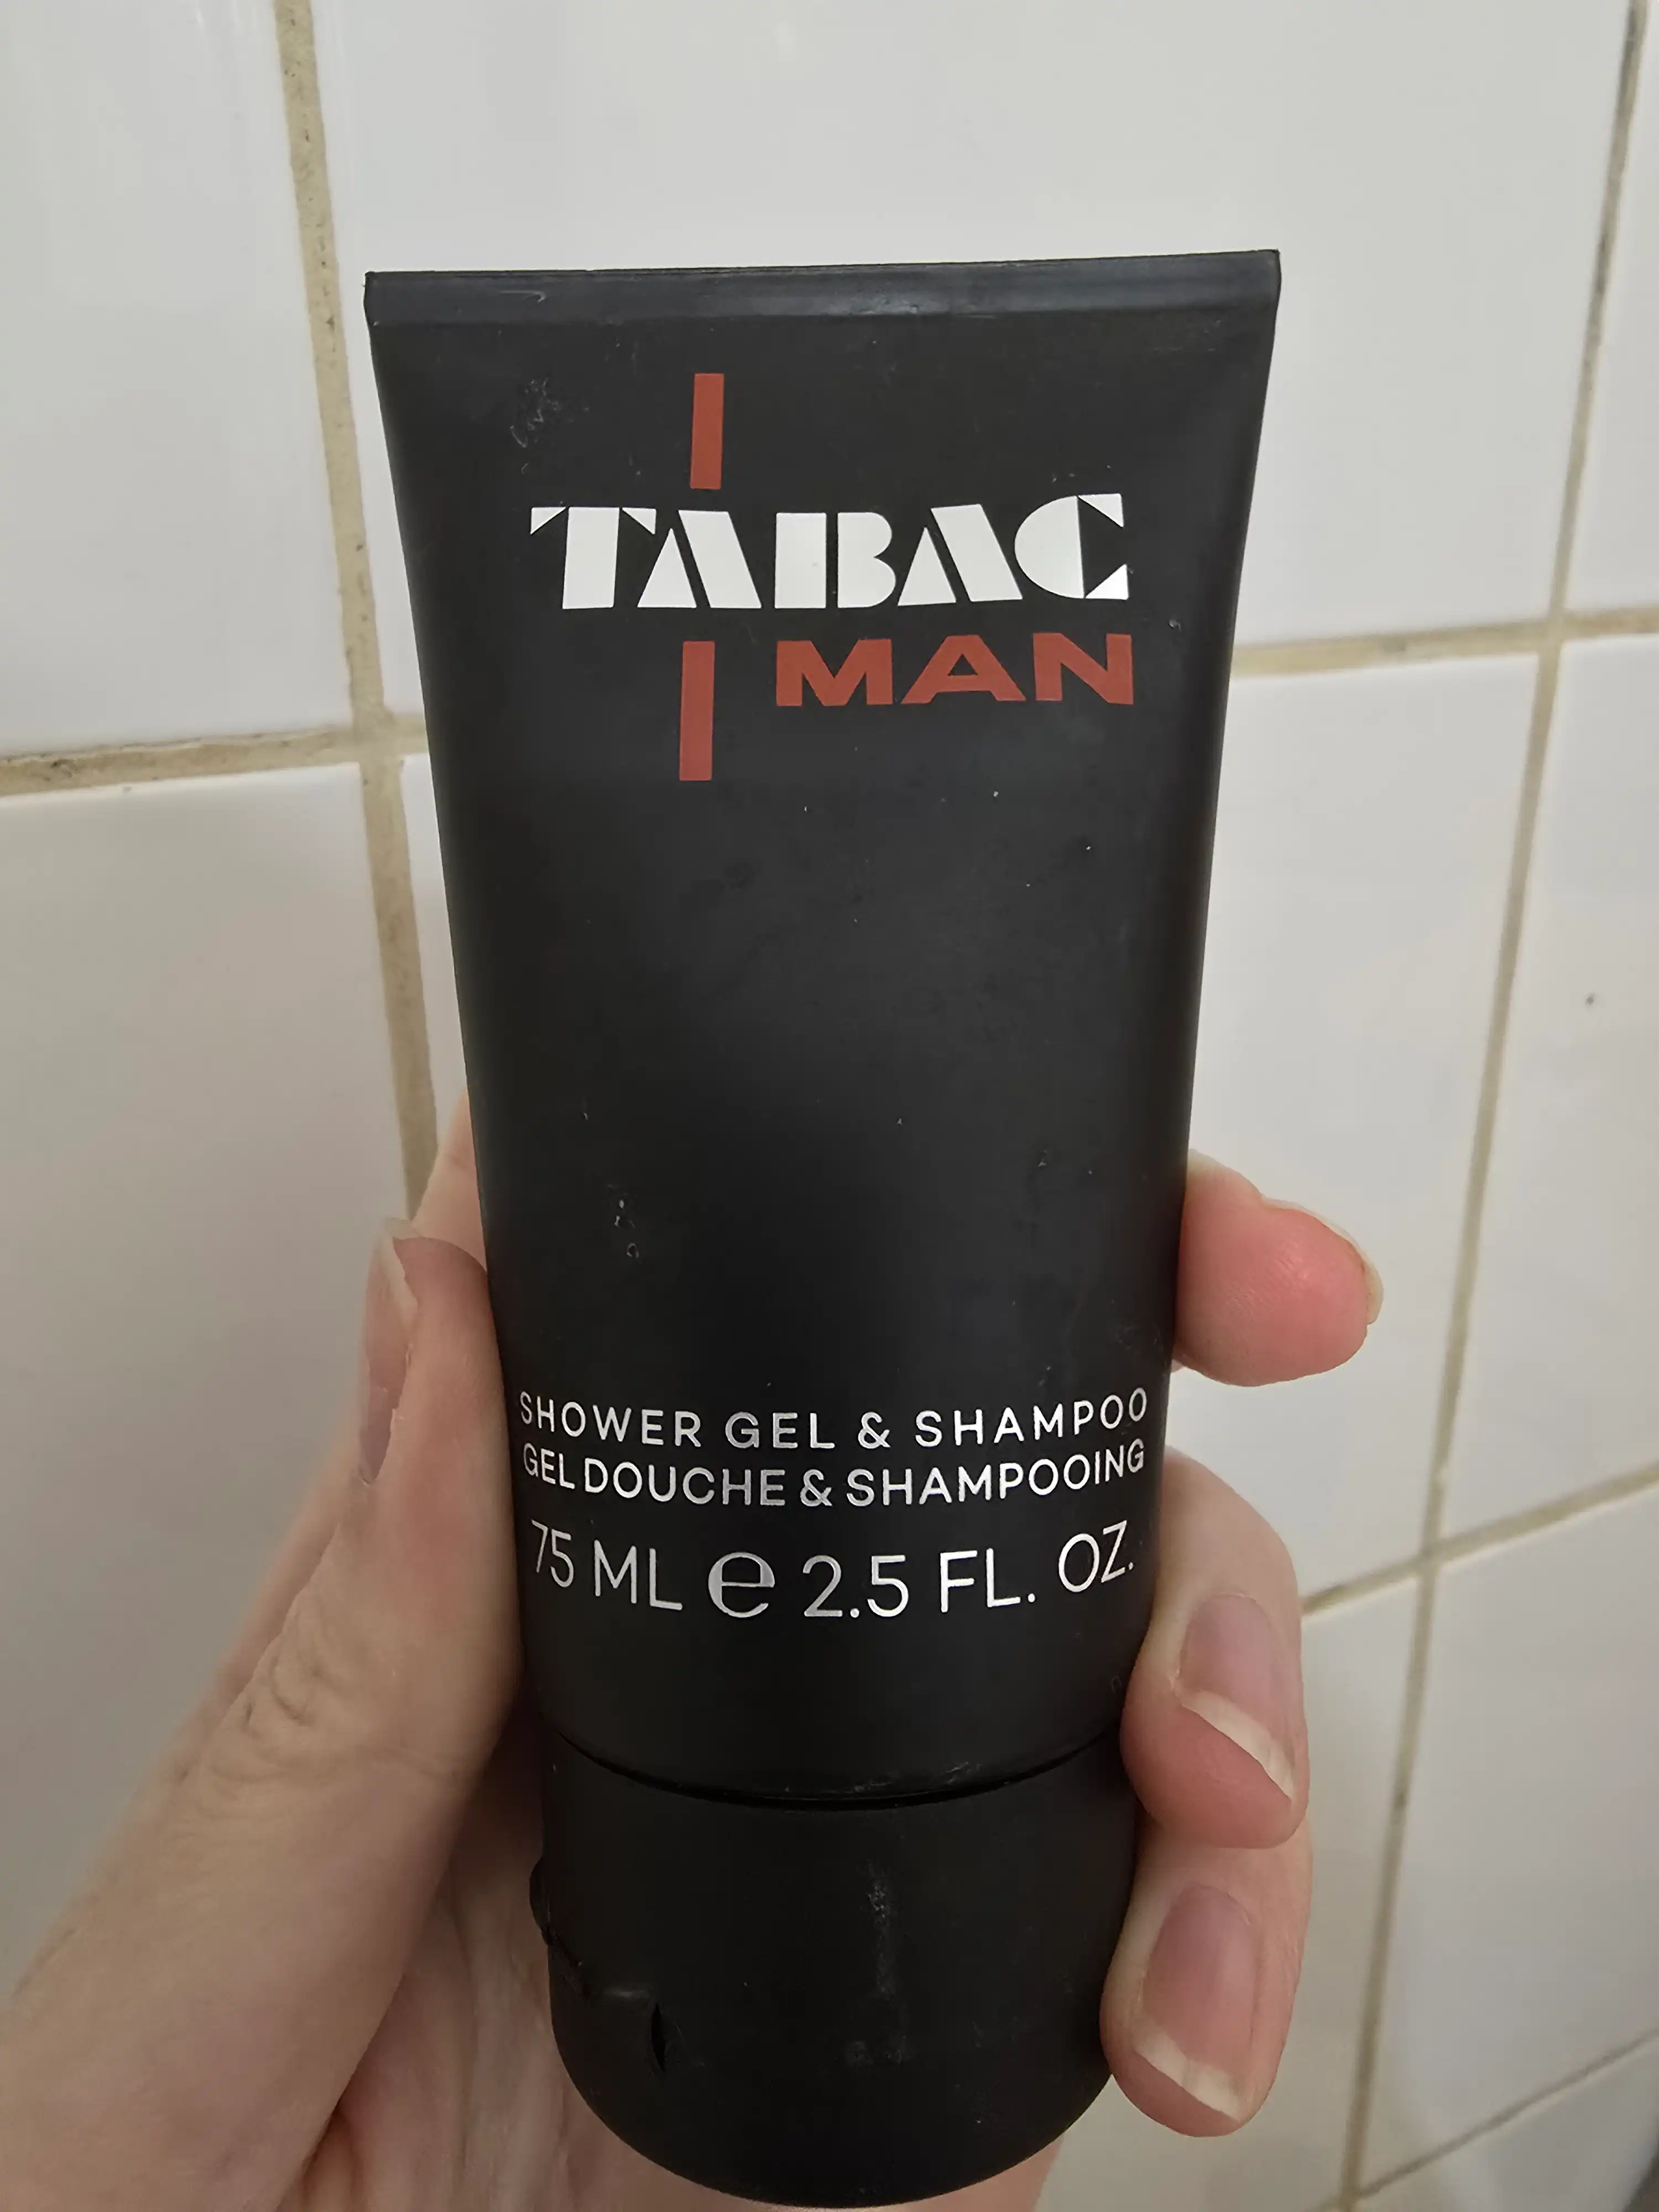 TABAC
MAN
SHOWER GEL & SHAMPOO
GEL DOUCHE & SHAMPOOING
75 ML e 2.5 FL. OZ.